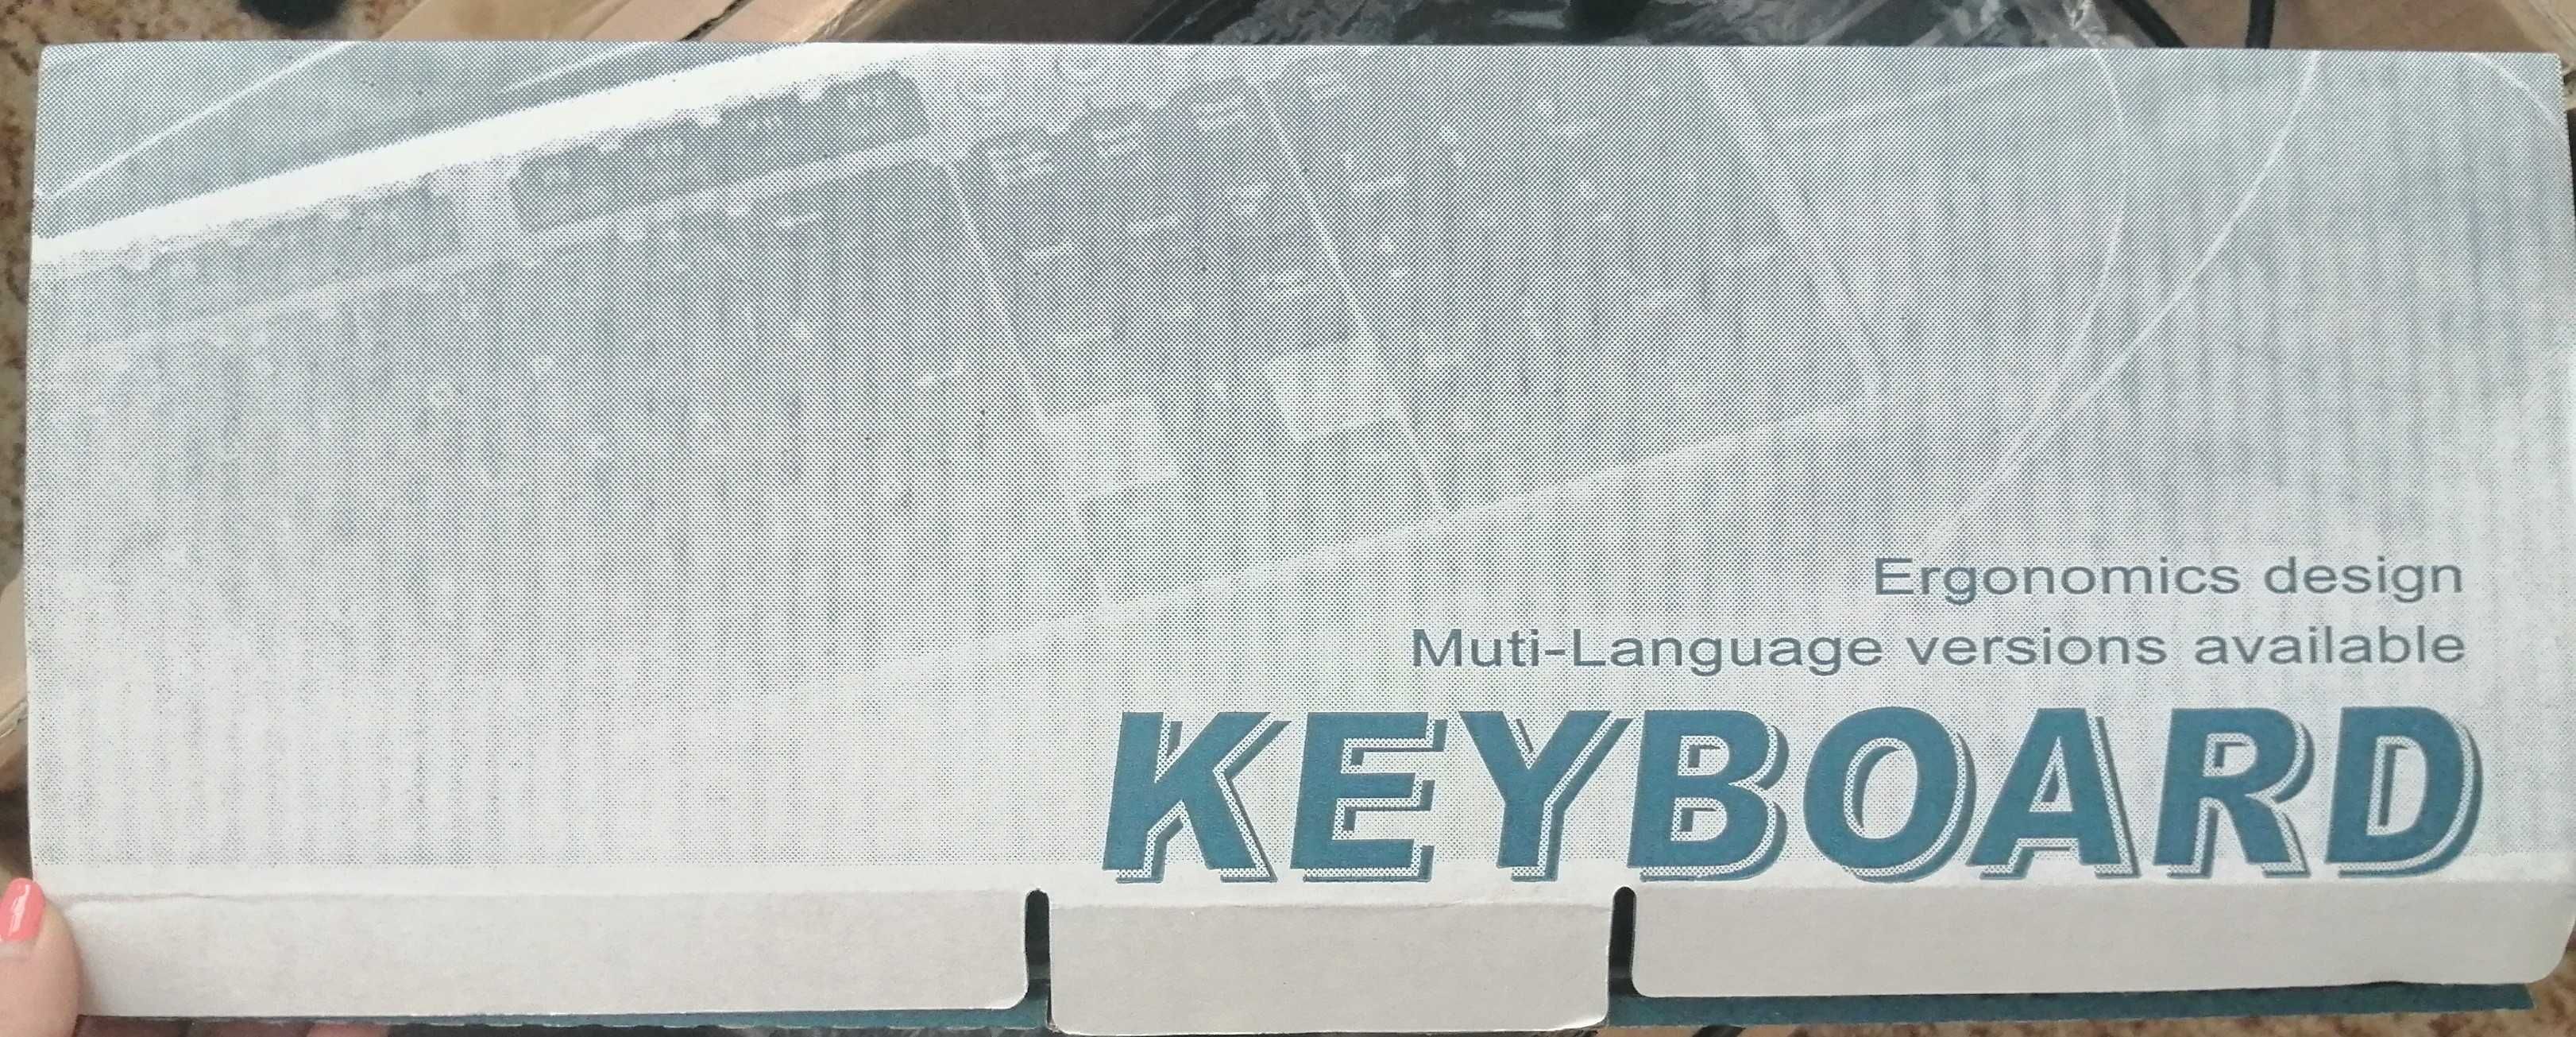 Ergonomics design
Muti-Language versions available
KEYBOARD